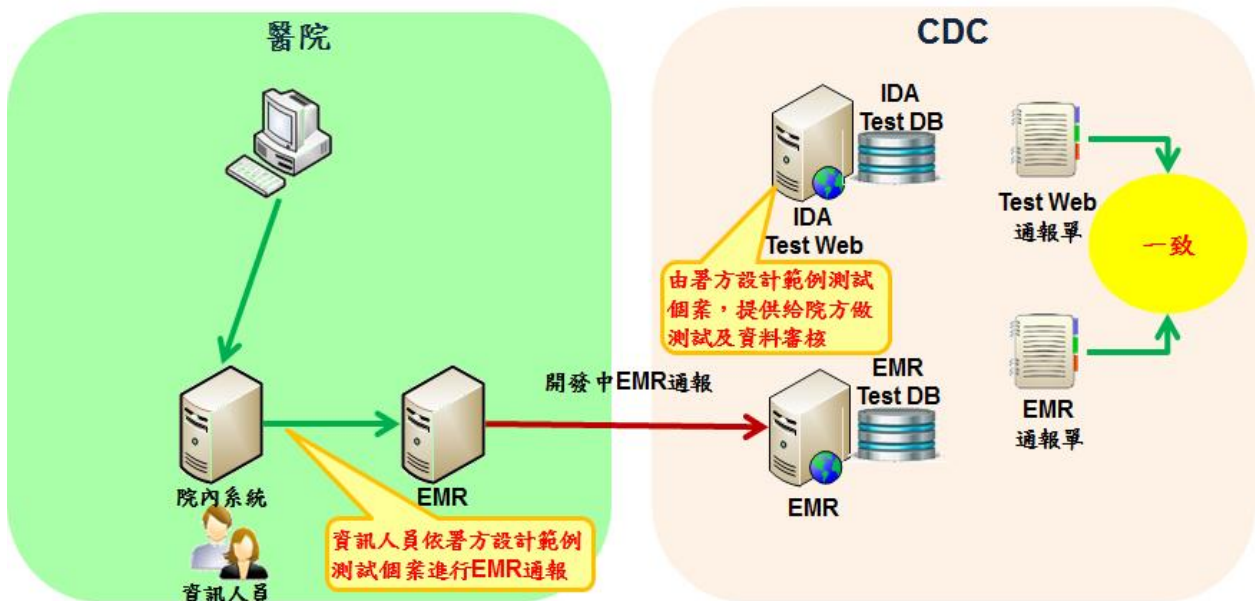 醫院
院內系統
資訊人員
EMR
資訊人員依署方設計範例
測試個案進行EMR通報
開發中EMR通報
CDC
IDA
Test DB
IDA
Test Web
由署方設計範例測試
個案，提供給院方做
測試及資料審核
EMR
Test DB
EMR
Test Web
通報單
一致
EMR
通報單